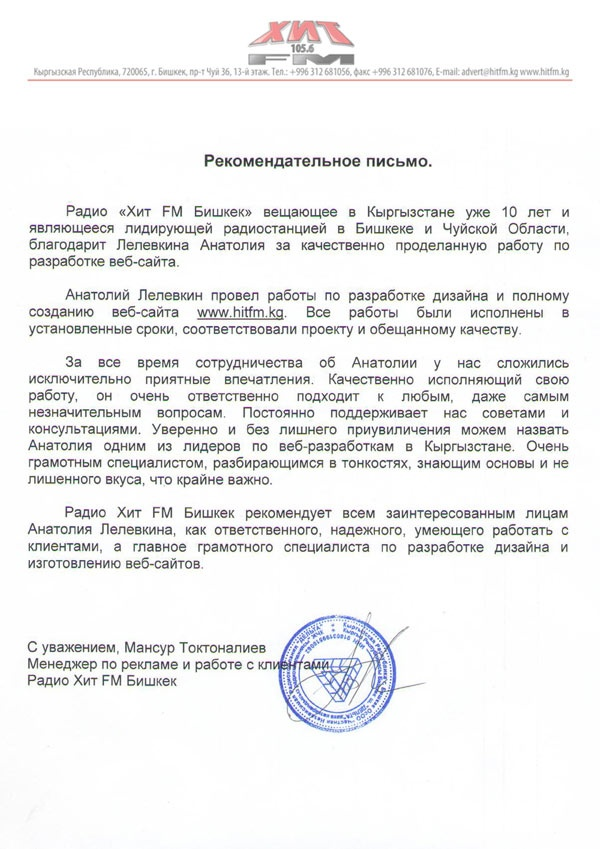 ХИТ
105.6
FM
Кыргызская Республика, 720065, г. Бишкек, пр-т Чуй 36, 13-й этаж. Тел.: +996 312 681056, факс +996 312 681076, E-mail: advert@hitfm.kg www.hitfm.kg
Рекомендательное письмо.
Радио «Хит FM Бишкек» вещающее в Кыргызстане уже 10 лет и
являющееся лидирующей радиостанцией в Бишкеке и Чуйской Области,
благодарит Лелевкина Анатолия за качественно проделанную работу по
разработке веб-сайта.
Анатолий Лелевкин провел работы по разработке дизайна и полному
созданию веб-сайта www.hitfm.kg. Все работы были исполнены в
установленные сроки, соответствовали проекту и обещанному качеству.
За все время сотрудничества об Анатолии у нас сложились
исключительно приятные впечатления. Качественно исполняющий свою
работу, он очень ответственно подходит к любым, даже самым
незначительным вопросам. Постоянно поддерживает нас советами и
консультациями. Уверенно и без лишнего приувиличения можем назвать
Анатолия одним из лидеров по веб-разработкам в Кыргызстане. Очень
грамотным специалистом, разбирающимся в тонкостях, знающим основы и не
лишенного вкуса, что крайне важно.
Радио Хит FM Бишкек рекомендует всем заинтересованным лицам
Анатолия Лелевкина, как ответственного, надежного, умеющего работать с
клиентами, а главное грамотного специалиста по разработке дизайна и
изготовлению веб-сайтов.
С уважением, Мансур Токтоналиев
Менеджер по рекламе и работе с клиентами
Радио Хит FM Бишкек